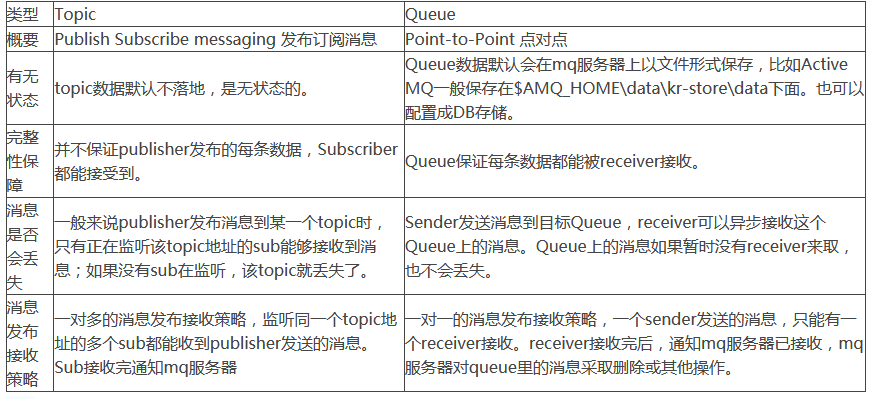 类型 Topic Queue
概要 Publish Subscribe messaging 发布订阅消息 Point-to-Point 点对点
有无
状态
topic数据默认不落地，是无状态的。
Queue数据默认会在mq服务器上以文件形式保存，比如Active
MQ一般保存在$AMQ_HOME\data\kr-store\data下面。也可以
配置成DB存储。
完整
性保
障
并不保证publisher发布的每条数据，Subscriber
都能接受到。
Queue保证每条数据都能被receiver接收。
消息
是否
会丢
失
一般来说publisher发布消息到某一个topic时，
只有正在监听该topic地址的sub能够接收到消
息；如果没有sub在监听，该topic就丢失了。
Sender发送消息到目标Queue，receiver可以异步接收这个
Queue上的消息。Queue上的消息如果暂时没有receiver来取，
也不会丢失。
消息
发布
接收
策略
一对多的消息发布接收策略，监听同一个topic地
址的多个sub都能收到publisher发送的消息。
Sub接收完通知mq服务器
一对一的消息发布接收策略，一个sender发送的消息，只能有一
个receiver接收。receiver接收完后，通知mq服务器已接收，mq
服务器对queue里的消息采取删除或其他操作。